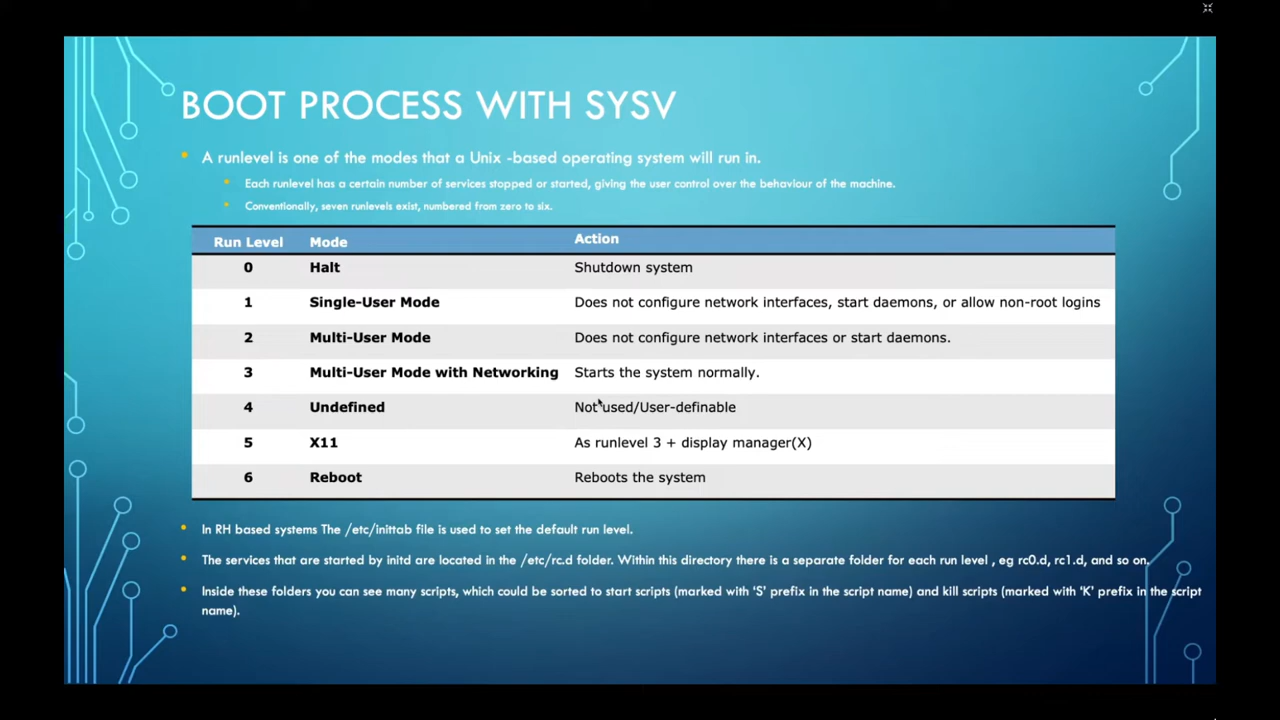 BOOT PROCESS WITH SYSV
• A runlevel is one of the modes that a Unix -based operating system will run in.
• Each runlevel has a certain number of services stopped or started, giving the user control over the behaviour of the machine.
• Conventionally, seven runlevels exist, numbered from zero to six.
Run Level Mode Action
0 Halt Shutdown system
1 Single-User Mode Does not configure network interfaces, start daemons, or allow non-root logins
2 Multi-User Mode Does not configure network interfaces or start daemons.
3 Multi-User Mode with Networking Starts the system normally.
4 Undefined Not used/User-definable
5 X11 As runlevel 3 + display manager(X)
6 Reboot Reboots the system
• In RH based systems The /etc/inittab file is used to set the default run level.
• The services that are started by initd are located in the /etc/rc.d folder. Within this directory there is a separate folder for each run level , eg rc0.d, rc1.d, and so on.
• Inside these folders you can see many scripts, which could be sorted to start scripts (marked with ‘S’ prefix in the script name) and kill scripts (marked with ‘K’ prefix in the script
name).